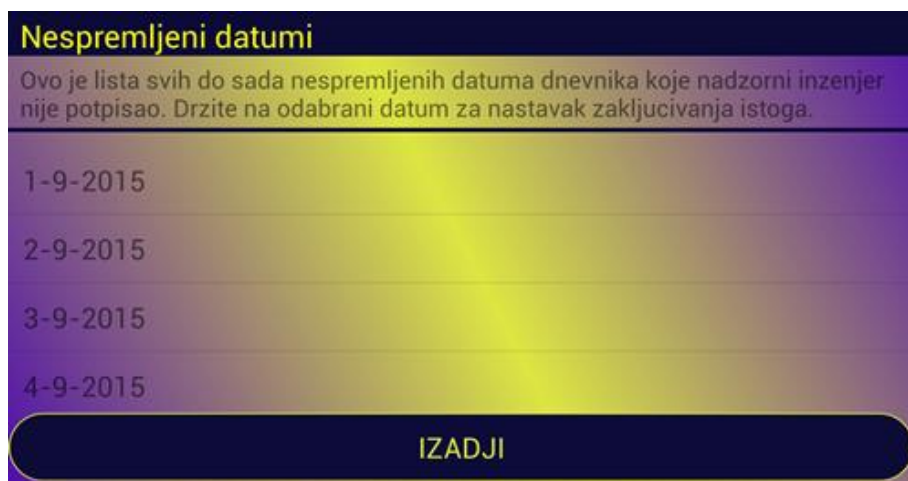 Nespremljeni datumi
Ovo je lista svih do sada nespremljenih datuma dnevnika koje nadzorni inzenjer
nije potpisao. Drzite na odabrani datum za nastavak zakljucivanja istoga.
1-9-2015
2-9-2015
3-9-2015
4-9-2015
IZADJI